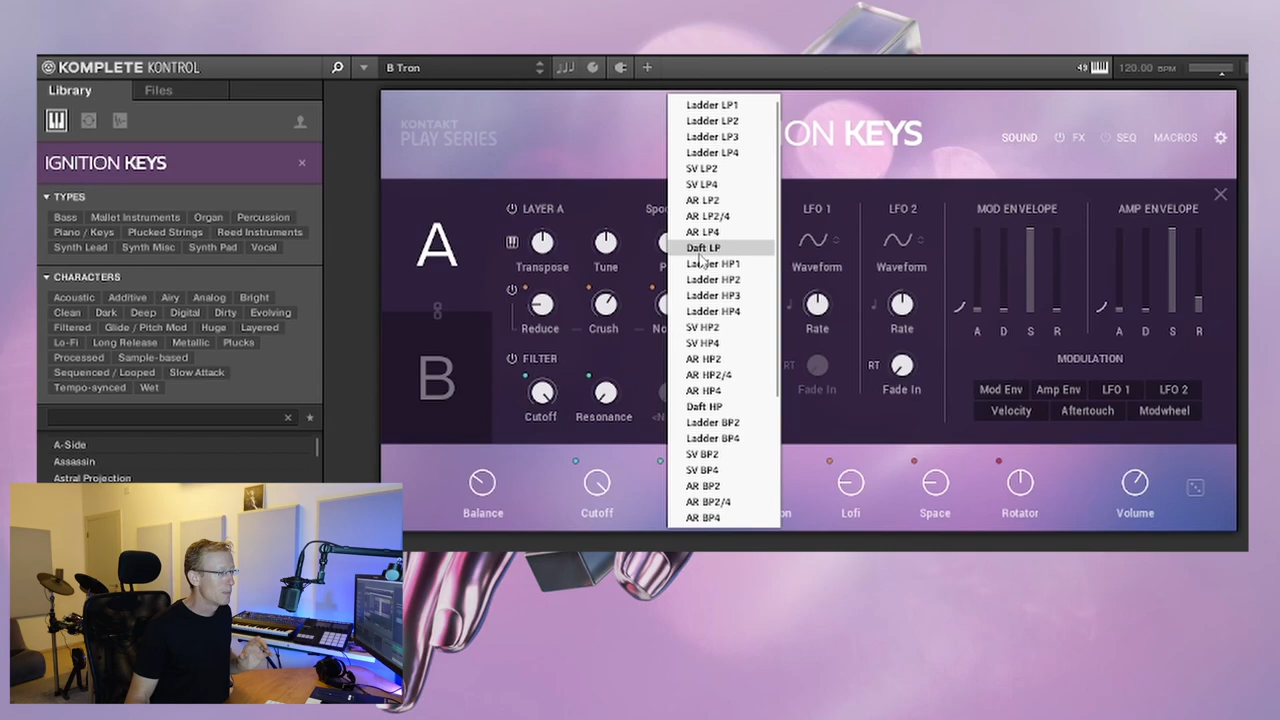 KOMPLETE KONTROL
B Tron
120.00 BPM
Library
Files
IGNITION KEYS
TYPES
Bass Mallet Instruments Organ Percussion
Piano / Keys Plucked Strings Reed Instruments
Synth Lead Synth Misc Synth Pad Vocal
CHARACTERS
Acoustic Additive Airy Analog Bright
Clean Dark Deep Digital Dirty Evolving
Filtered Glide / Pitch Mod Huge Layered
Lo-Fi Long Release Metallic Plucks
Processed Sample-based
Sequenced / Looped Slow Attack
Tempo-synced Wet
A-Side
Assassin
Astral Projection
KONTAKT
PLAY SERIES
ION KEYS
SOUND FX SEQ MACROS
A
B
LAYER A
Transpose Tune
Reduce Crush
FILTER
Cutoff Resonance
Ladder LP1
Ladder LP2
Ladder LP3
Ladder LP4
SV LP2
SV LP4
AR LP2
AR LP2/4
AR LP4
Daft LP
Ladder HP1
Ladder HP2
Ladder HP3
Ladder HP4
SV HP2
SV HP4
AR HP2
AR HP2/4
AR HP4
Daft HP
Ladder BP2
Ladder BP4
SV BP2
SV BP4
AR BP2
AR BP2/4
AR BP4
LFO 1 LFO 2
Waveform Waveform
Rate Rate
RT RT
Fade In Fade In
MOD ENVELOPE AMP ENVELOPE
A D S R A D S R
MODULATION
Mod Env Amp Env LFO 1 LFO 2
Velocity Aftertouch Modwheel
Balance Cutoff Lofi Space Rotator Volume